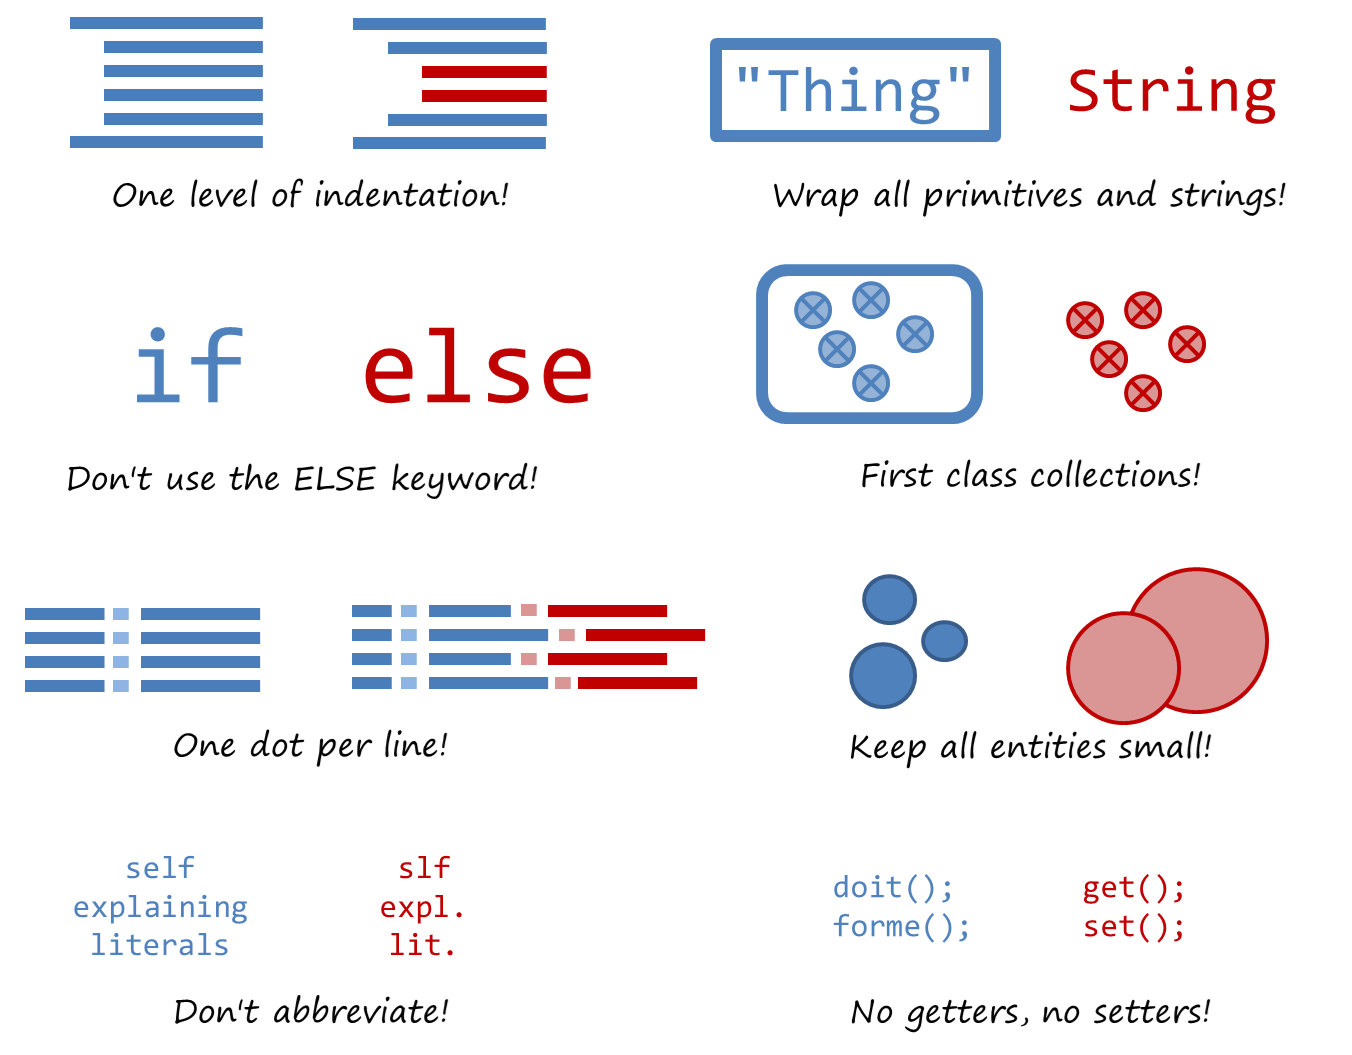 "Thing" String
One level of indentation!
Wrap all primitives and strings!
if else
Don't use the ELSE keyword!
First class collections!
One dot per line!
Keep all entities small!
self
explaining
literals
slf
expl.
lit.
doit();
forme();
get();
set();
Don't abbreviate!
No getters, no setters!